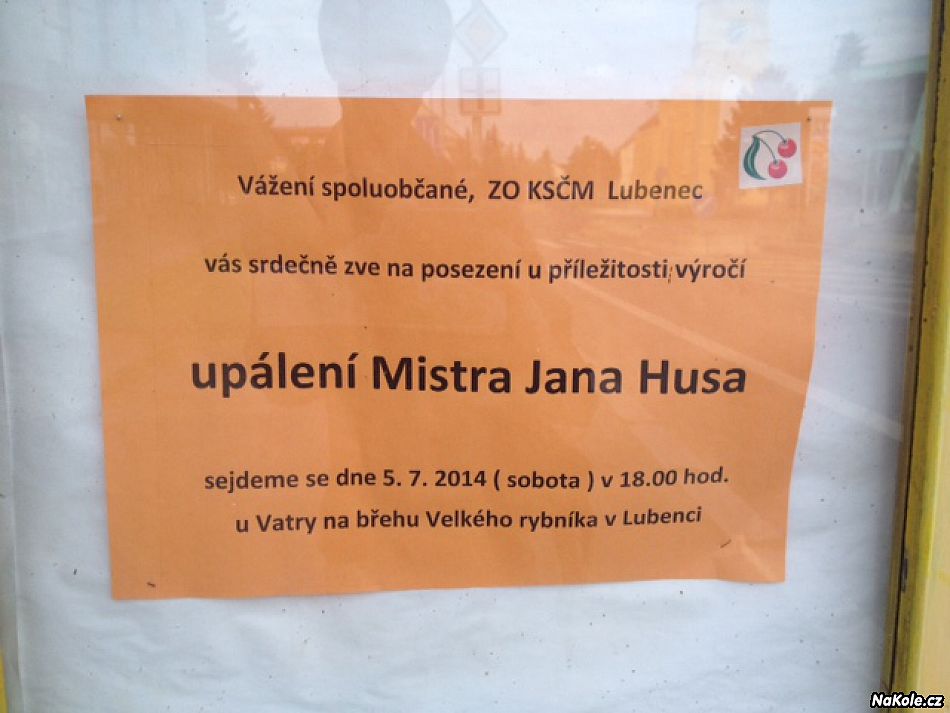 Vážení spoluobčané, ZO KSČM Lubenec
vás srdečně zve na posezení u příležitosti výročí
upálení Mistra Jana Husa
sejdeme se dne 5. 7. 2014 ( sobota ) v 18.00 hod.
u Vatry na břehu Velkého rybníka v Lubenci
NaKole.cz